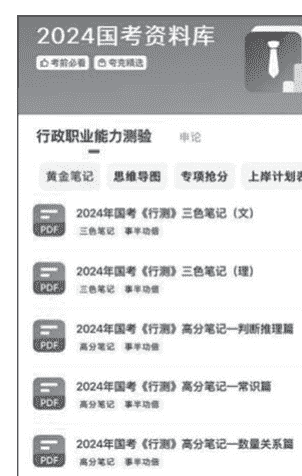 2024国考资料库
考前必看 夸克精选
行政职业能力测验 申论
黄金笔记 思维导图 专项抢分 上岸计划表
2024年国考《行测》三色笔记（文）
三色笔记 事半功倍
PDF
2024年国考《行测》三色笔记（理）
三色笔记 事半功倍
PDF
2024年国考《行测》高分笔记—判断推理篇
高分笔记 事半功倍
PDF
2024年国考《行测》高分笔记—常识篇
高分笔记 事半功倍
PDF
2024年国考《行测》高分笔记—数量关系篇
高分笔记 事半功倍
PDF